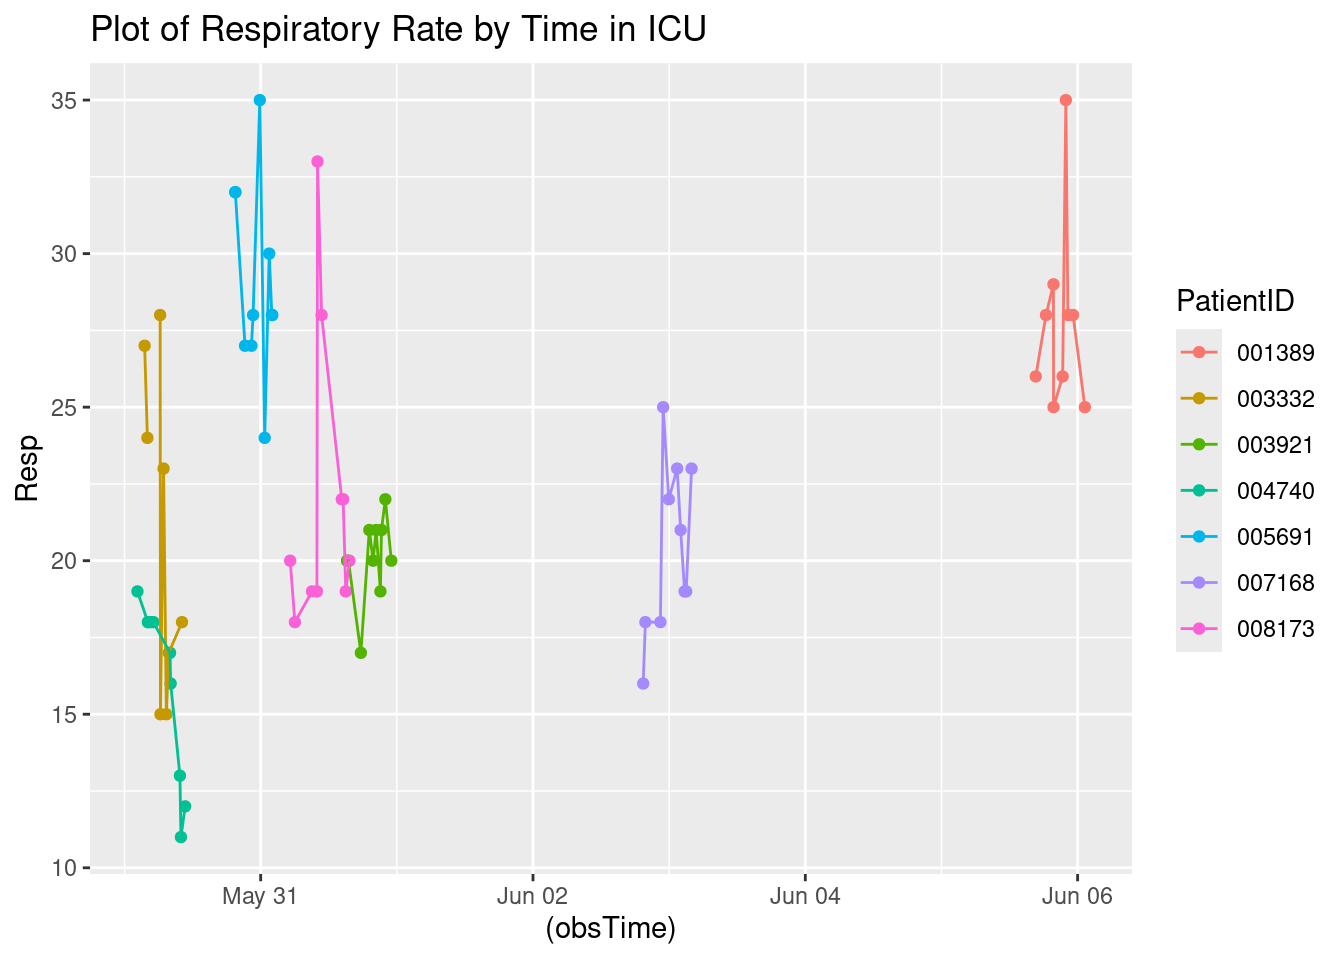 Plot of Respiratory Rate by Time in ICU
35
30
25
20
15
10
Resp
May 31
Jun 02
Jun 04
Jun 06
(obsTime)
PatientID
001389
003332
003921
004740
005691
007168
008173